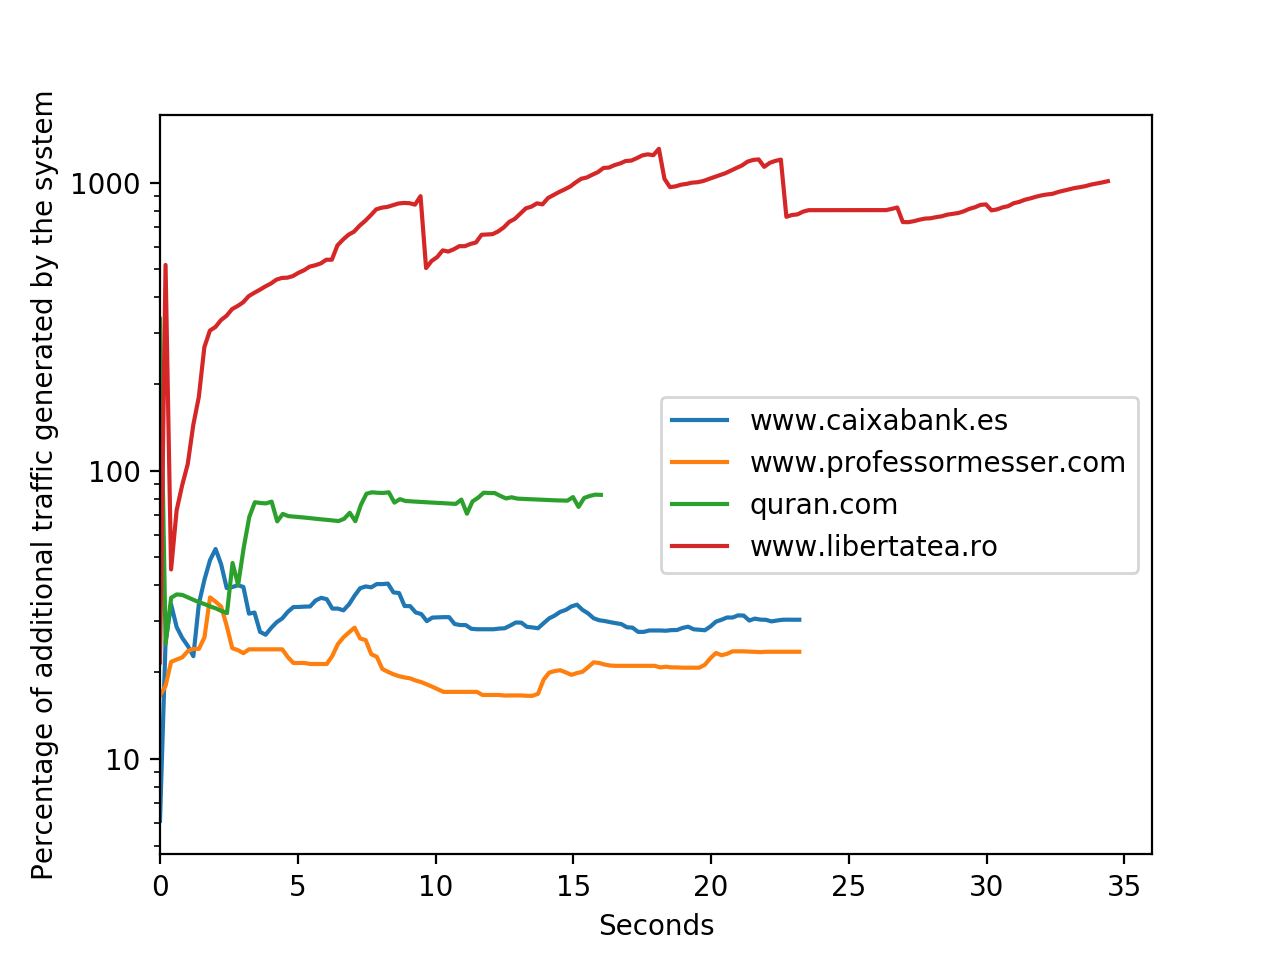 Percentage of additional traffic generated by the system
1000
100
10
www.caixabank.es
www.professormesser.com
quran.com
www.libertatea.ro
0 5 10 15 20 25 30 35
Seconds